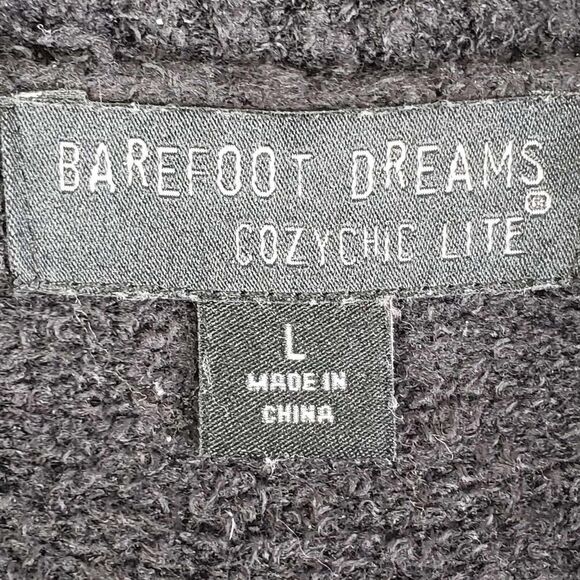 BAREFOOT DREAMS
COZYCHIC LITE®
L
MADE IN
CHINA